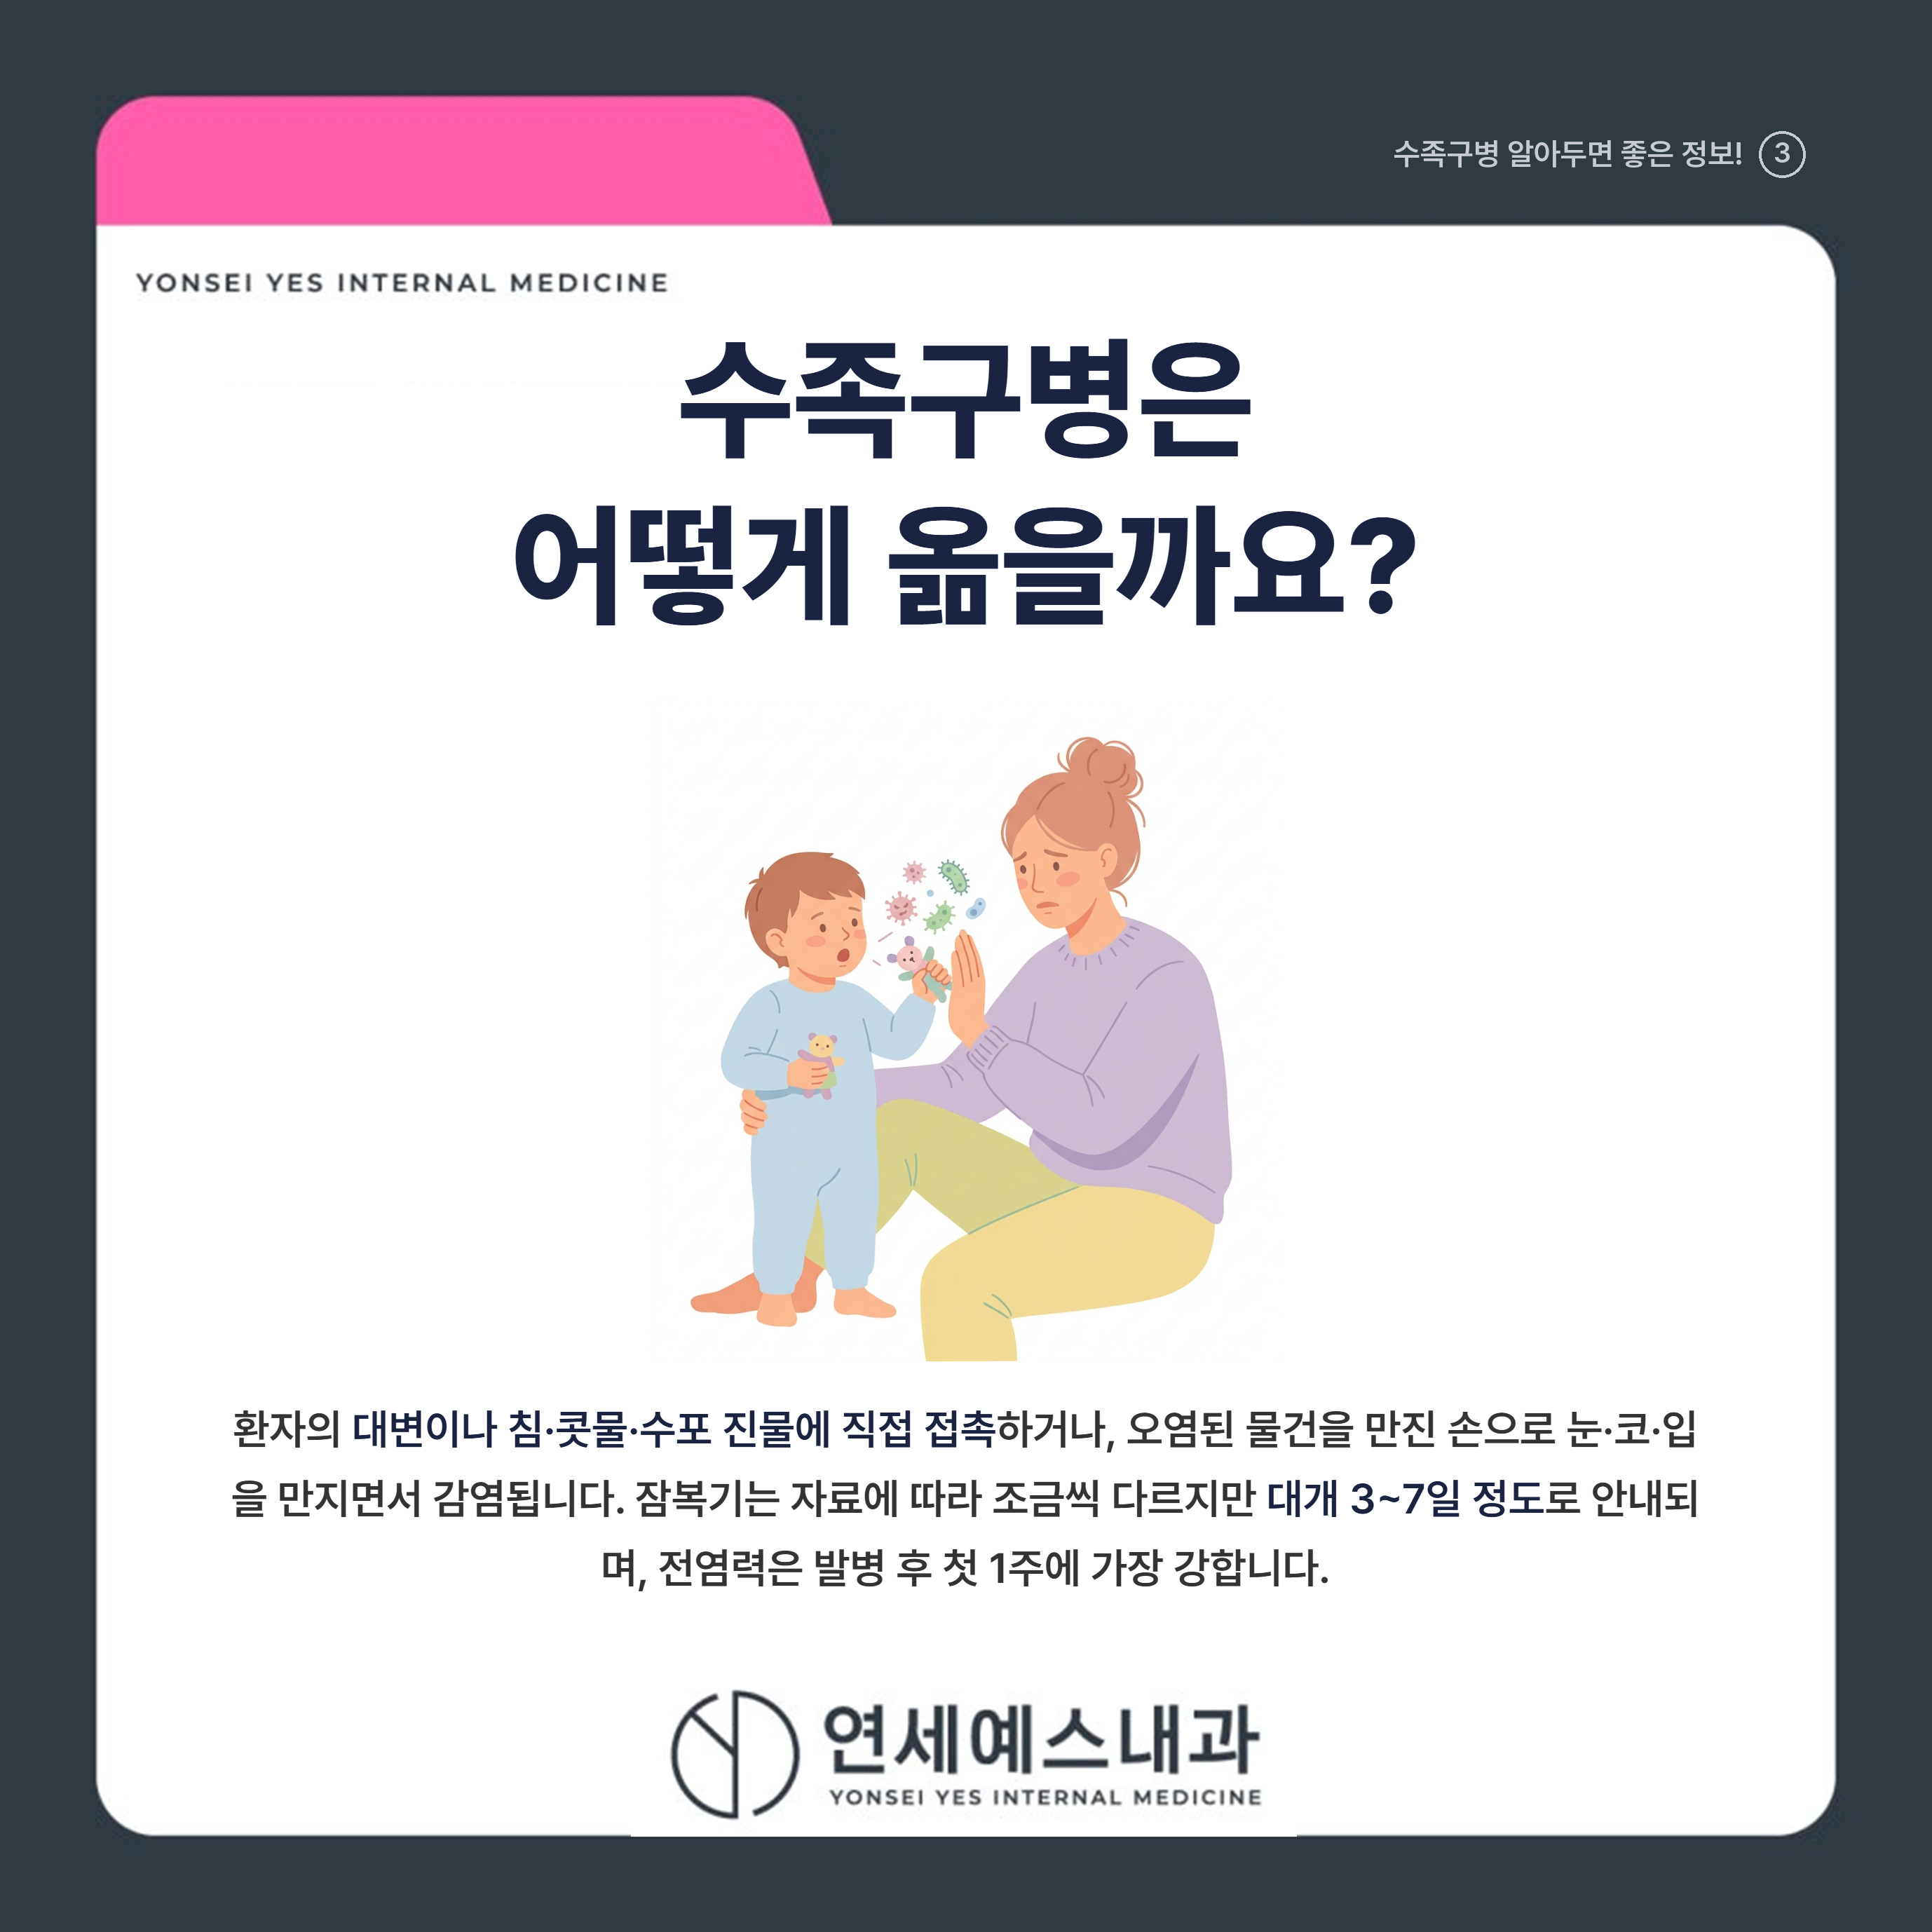 수족구병 알아두면 좋은 정보! 3
YONSEI YES INTERNAL MEDICINE
수족구병은
어떻게 옮을까요?
환자의 대변이나 침·콧물·수포 진물에 직접 접촉하거나, 오염된 물건을 만진 손으로 눈·코·입
을 만지면서 감염됩니다. 잠복기는 자료에 따라 조금씩 다르지만 대개 3~7일 정도로 안내되
며, 전염력은 발병 후 첫 1주에 가장 강합니다.
연세예스내과
YONSEI YES INTERNAL MEDICINE